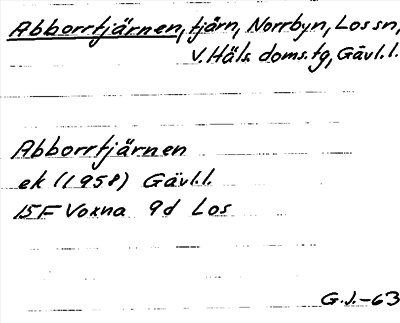 Abborrtjärnen, tjärn, Norrbyn, Los sn,
V. Häls. doms.tg, Gävl.l.
Abborrtjärnen
ek (1958) Gävl.l.
15F Voxna 9d Los
G.J.-63